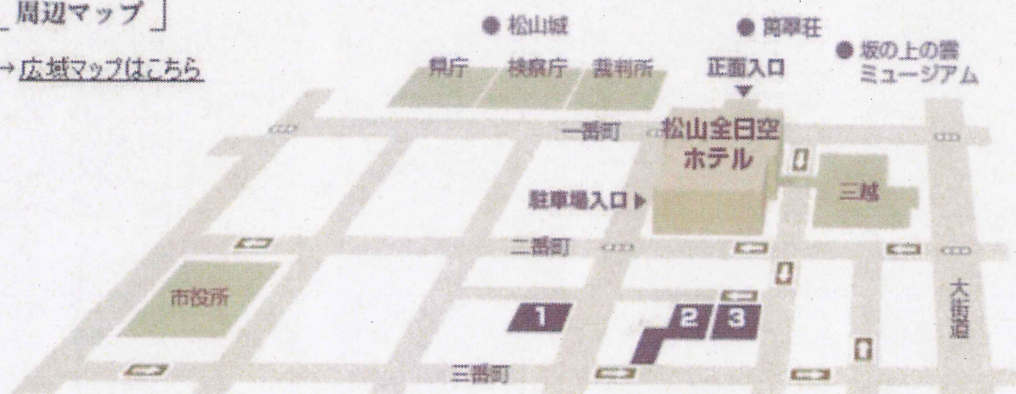 周辺マップ
→広域マップはこちら
●松山城
●萬翠荘
●坂の上の雲
ミュージアム
県庁
検察庁
裁判所
正面入口
▼
一番町
松山全日空
ホテル
三越
駐車場入口▶
二番町
市役所
1
2
3
大街道
三番町